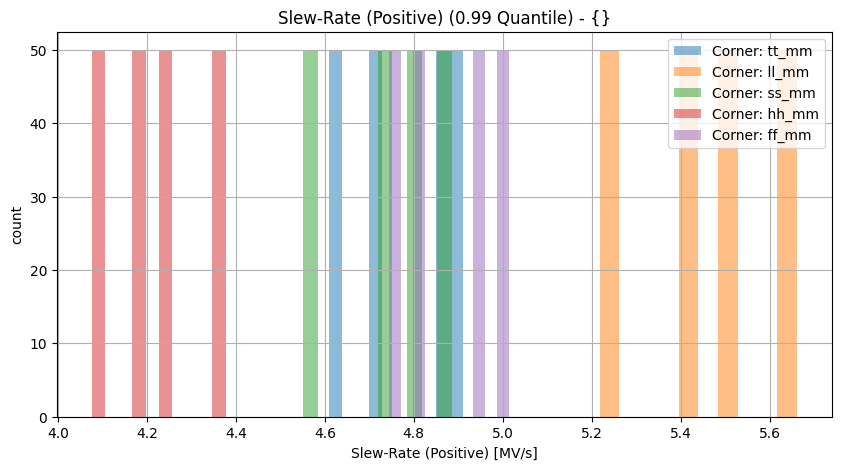 Slew-Rate (Positive) (0.99 Quantile) - {}
Corner: tt_mm
Corner: ll_mm
Corner: ss_mm
Corner: hh_mm
Corner: ff_mm
count
50
40
30
20
10
0
4.0 4.2 4.4 4.6 4.8 5.0 5.2 5.4 5.6
Slew-Rate (Positive) [MV/s]